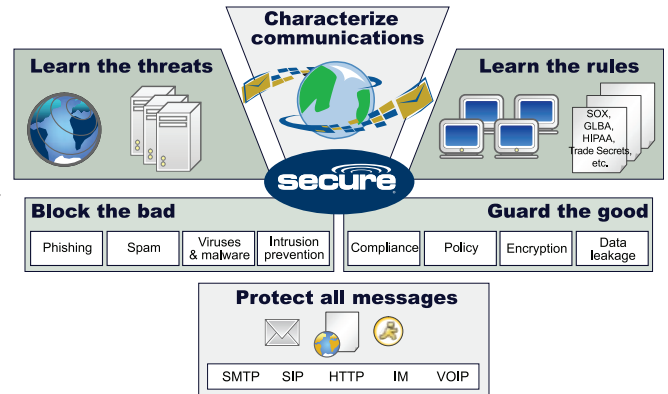 Characterize
communications
Learn the threats
Learn the rules
SOX,
GLBA,
HIPAA,
Trade Secrets,
etc.
secure
Block the bad
Phishing
Spam
Viruses
& malware
Intrusion
prevention
Guard the good
Compliance
Policy
Encryption
Data
leakage
Protect all messages
SMTP SIP HTTP IM VOIP